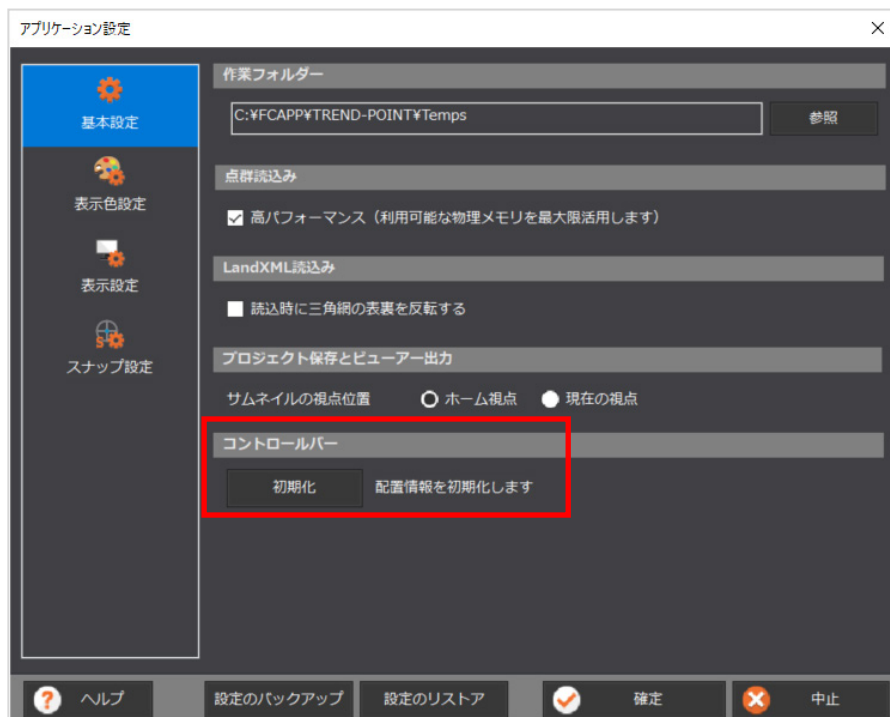 アプリケーション設定
基本設定
表示色設定
表示設定
スナップ設定
作業フォルダー
C:¥FCAPP¥TREND-POINT¥Temps
参照
点群読込み
高パフォーマンス（利用可能な物理メモリを最大限活用します）
LandXML読込み
読込時に三角網の表裏を反転する
プロジェクト保存とビューアー出力
サムネイルの視点位置 ホーム視点 現在の視点
コントロールバー
初期化 配置情報を初期化します
ヘルプ 設定のバックアップ 設定のリストア 確定 中止